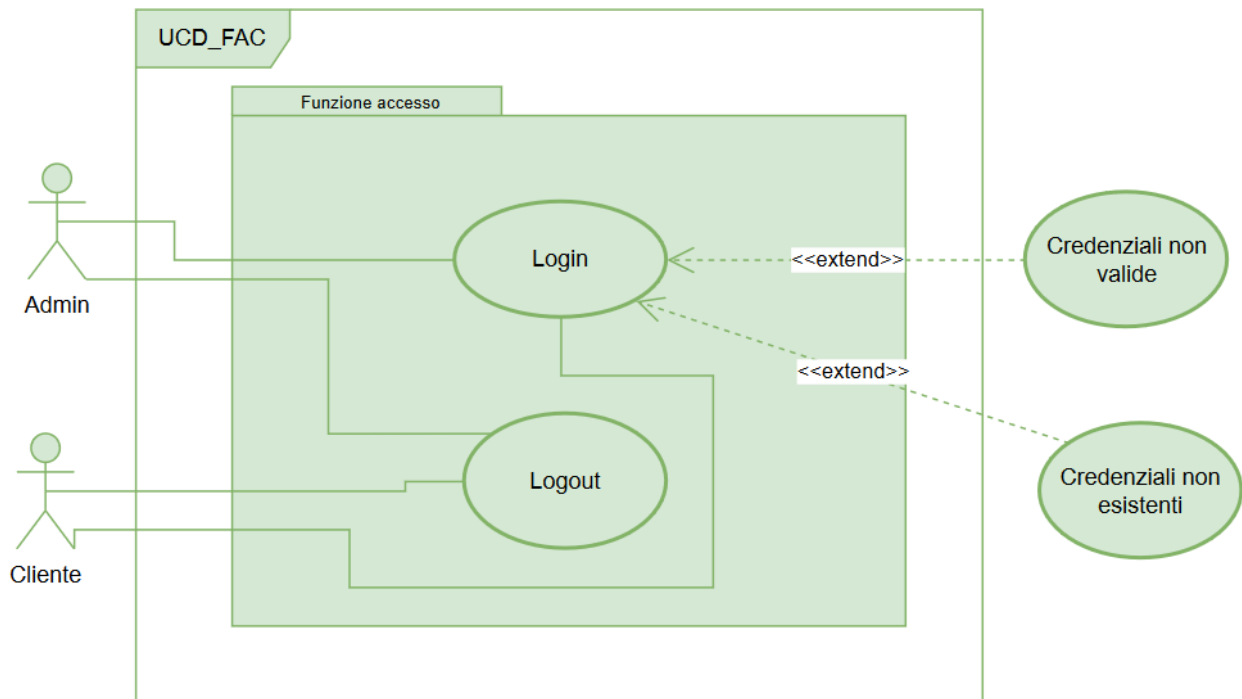 UCD_FAC
Funzione accesso
Admin
Login
<<extend>>
Credenziali non
valide
<<extend>>
Cliente
Logout
Credenziali non
esistenti